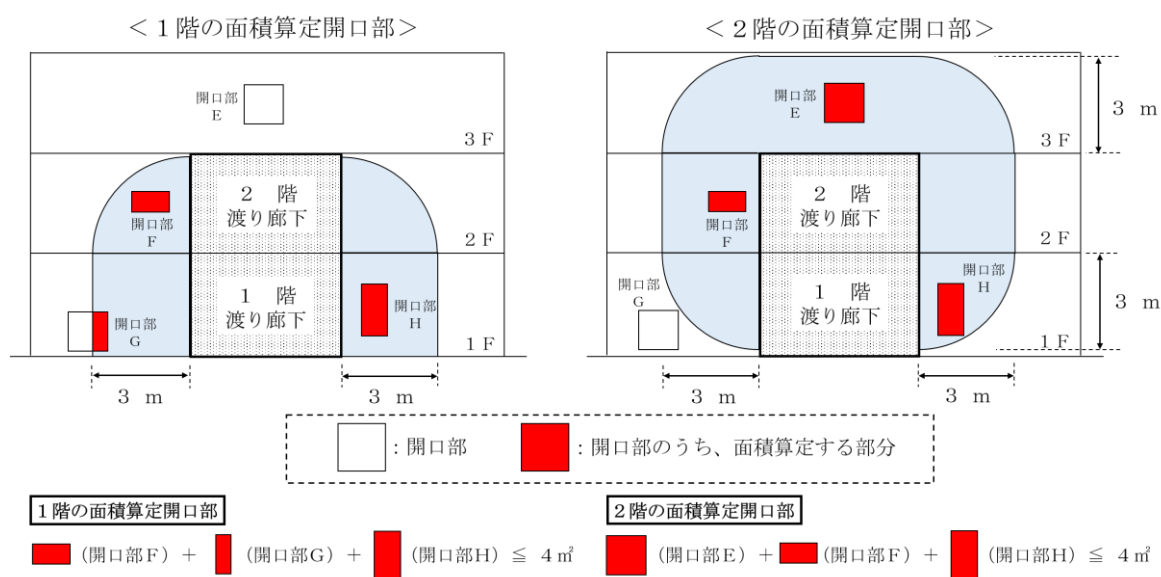 ＜１階の面積算定開口部＞
開口部
E
３F
２　階
渡り廊下
開口部
F
２F
１　階
渡り廊下
開口部
G
開口部
H
１F
３　ｍ
３　ｍ
＜２階の面積算定開口部＞
開口部
E
３　ｍ
３F
２　階
渡り廊下
開口部
F
２F
開口部
G
１　階
渡り廊下
開口部
H
３　ｍ
１F
３　ｍ
３　ｍ
：開口部
：開口部のうち、面積算定する部分
１階の面積算定開口部
（開口部F）＋（開口部G）＋（開口部H）≦ 4㎡
２階の面積算定開口部
（開口部E）＋（開口部F）＋（開口部H）≦ 4㎡